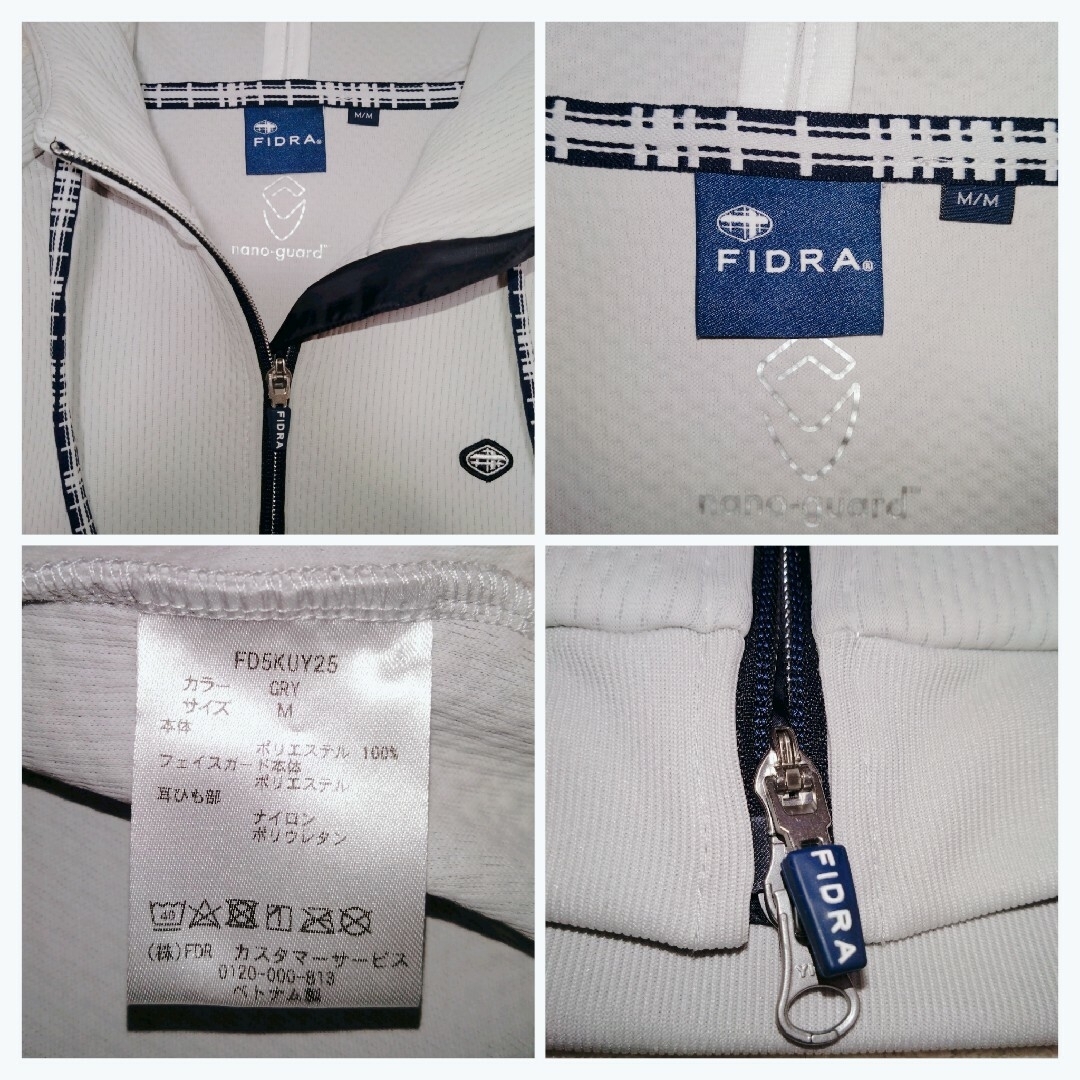 FIDRA®
M/M
nano-guard™
FIDRA
FIDRA®
M/M
nano-guard™
FD5KUY25
カラー GRY
サイズ M
本体
ポリエステル 100%
フェイスガード本体
ポリエステル
耳ひも部
ナイロン
ポリウレタン
40
(株)FDR カスタマーサービス
0120-000-813
ベトナム製
FIDRA